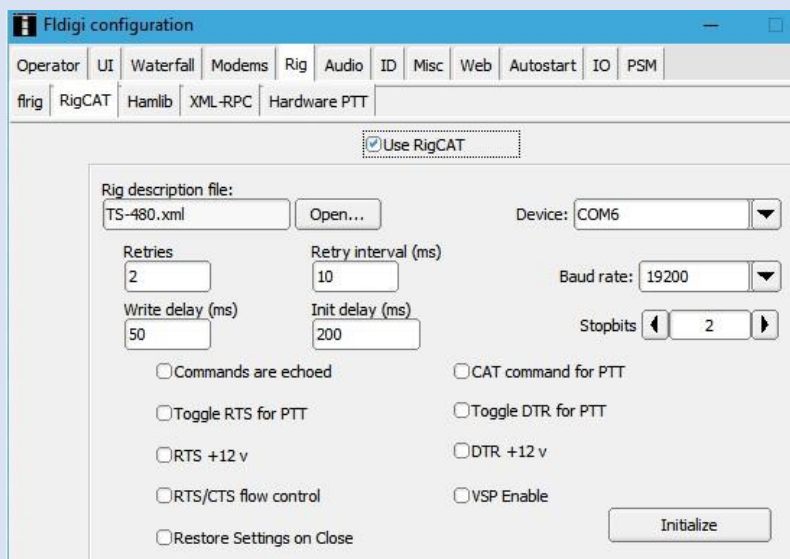 Fldigi configuration
Operator UI Waterfall Modems Rig Audio ID Misc Web Autostart IO PSM
flrig RigCAT Hamlib XML-RPC Hardware PTT
Use RigCAT
Rig description file:
TS-480.xml Open... Device: COM6
Retries Retry interval (ms)
2 10 Baud rate: 19200
Write delay (ms) Init delay (ms)
50 200 Stopbits 2
Commands are echoed CAT command for PTT
Toggle RTS for PTT Toggle DTR for PTT
RTS +12 v DTR +12 v
RTS/CTS flow control VSP Enable
Restore Settings on Close Initialize